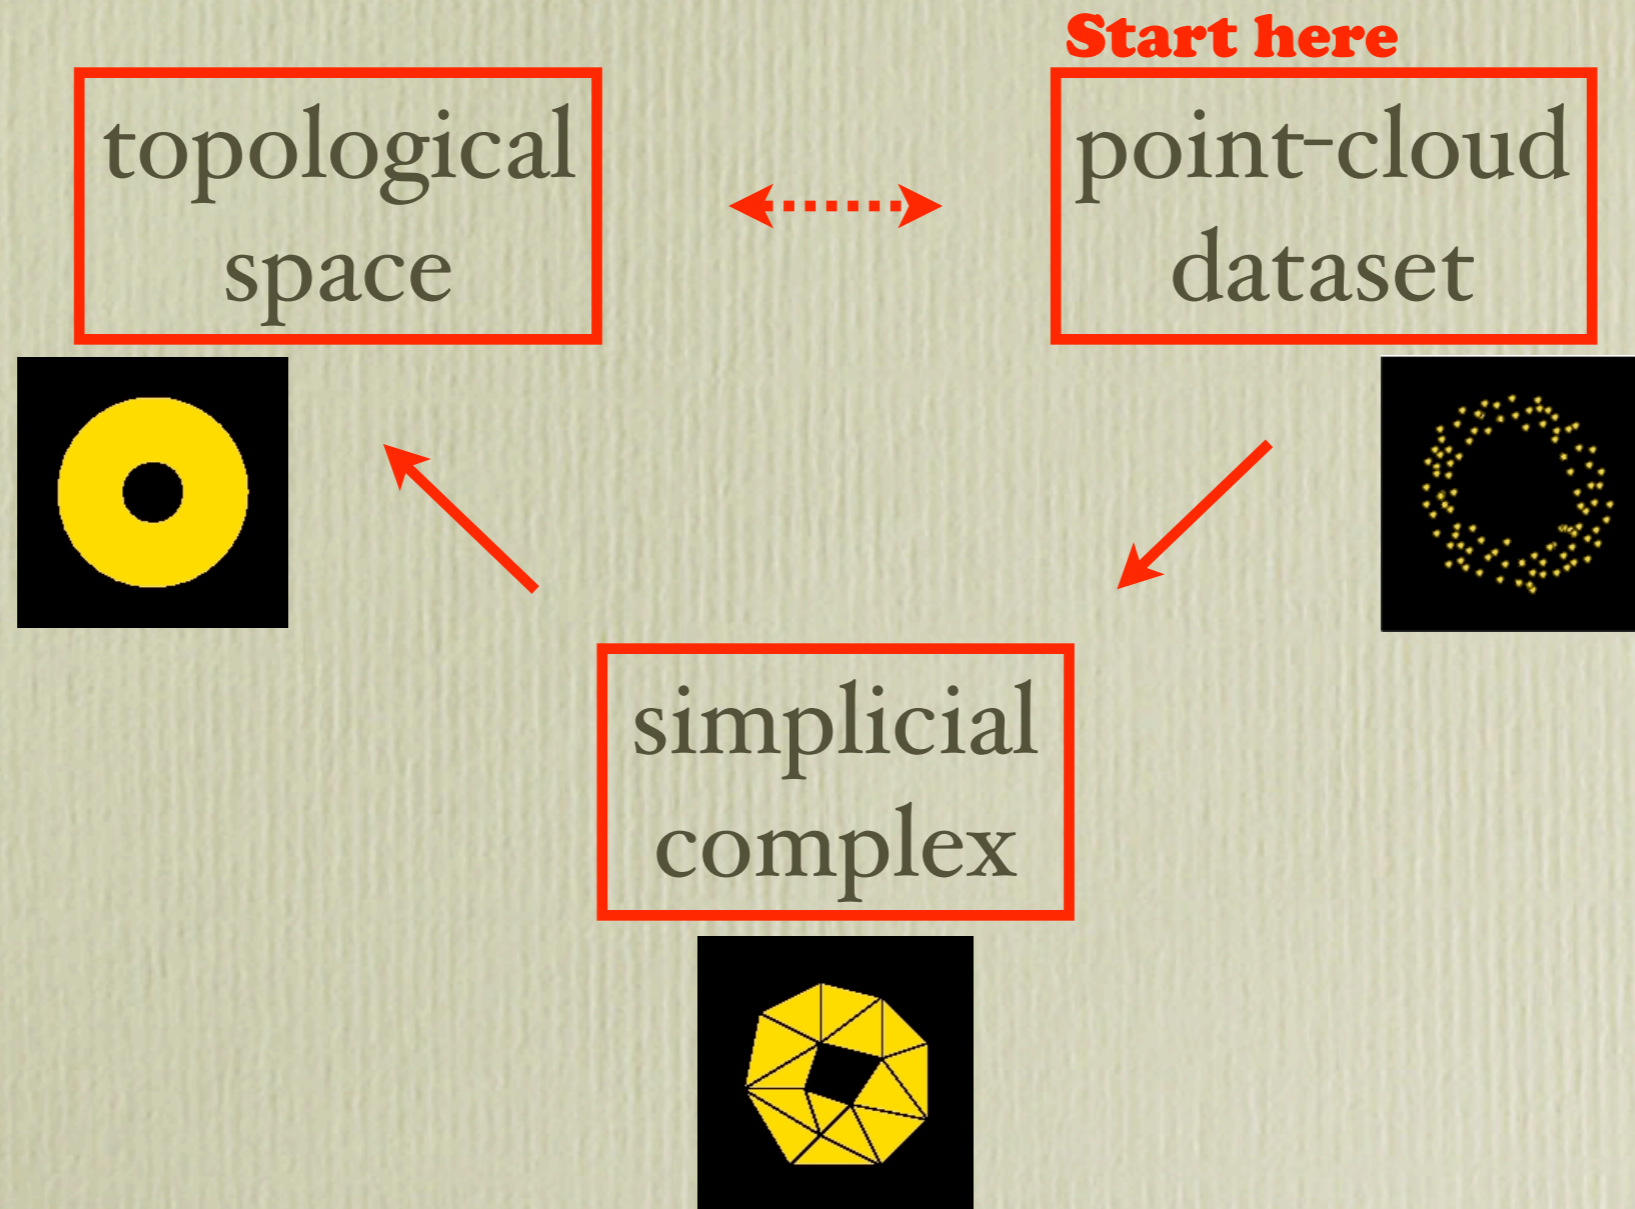 Start here
topological
space
point-cloud
dataset
simplicial
complex